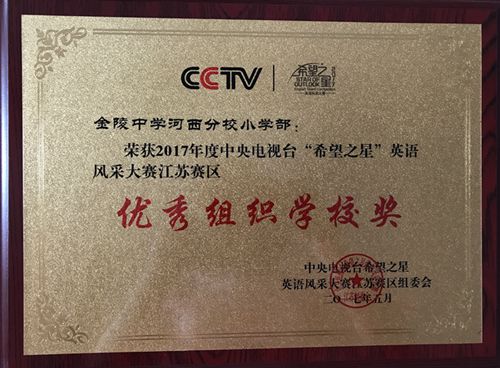 CCTV
希望之星
STAR OF OUTLOOK
金陵中学河西分校小学部：
荣获2017年度中央电视台“希望之星”英语
风采大赛江苏赛区
优秀组织学校奖
中央电视台希望之星
英语风采大赛江苏赛区组委会
二〇一七年五月